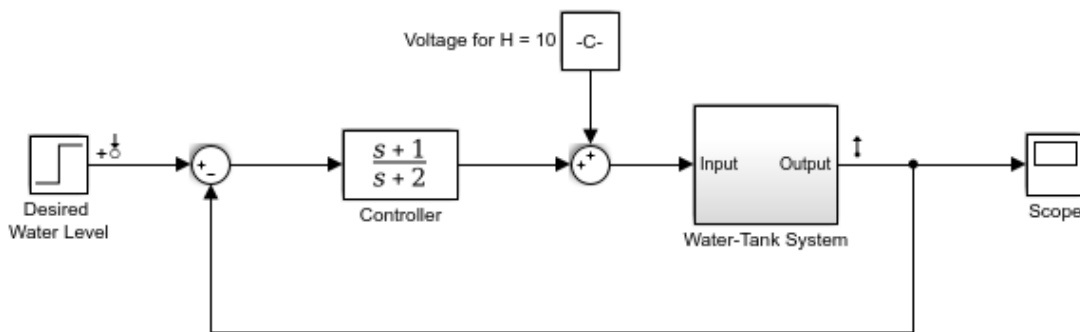 Voltage for H = 10
-C-
s + 1
s + 2
Input
Output
Desired
Water Level
Controller
Water-Tank System
Scope